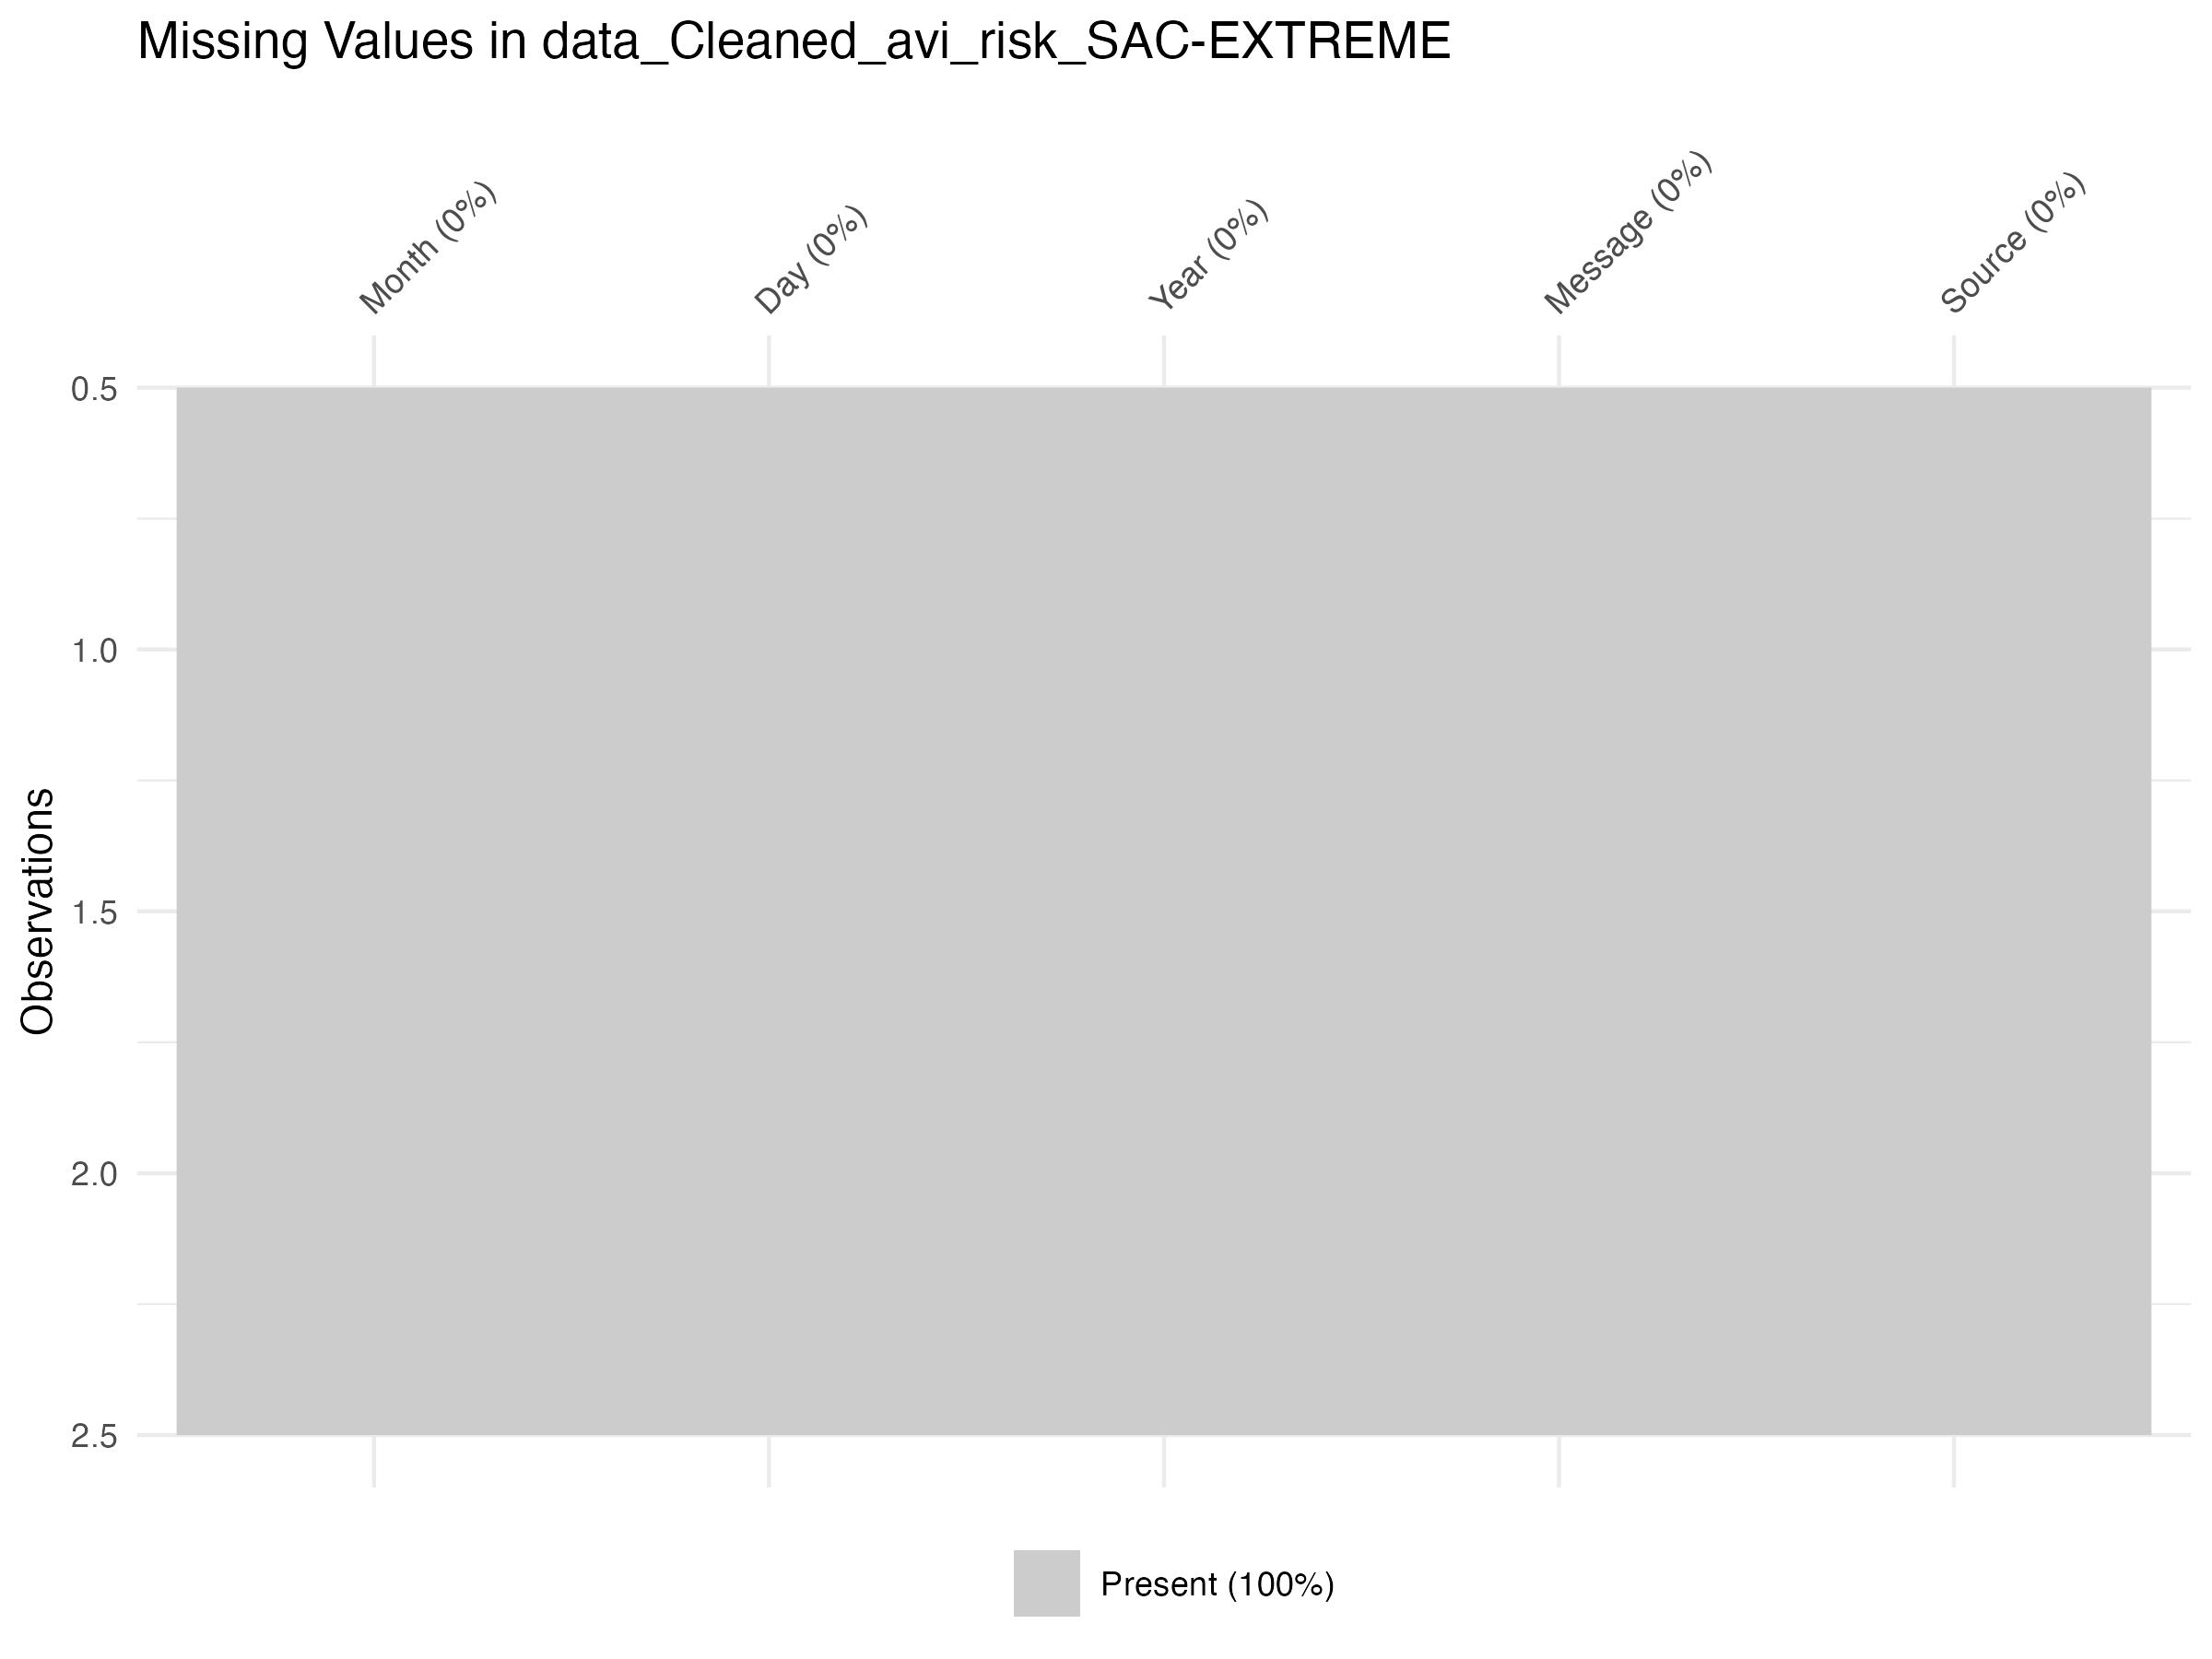 Missing Values in data_Cleaned_avi_risk_SAC-EXTREME
Month (0%)
Day (0%)
Year (0%)
Message (0%)
Source (0%)
0.5
1.0
1.5
2.0
2.5
Observations
Present (100%)